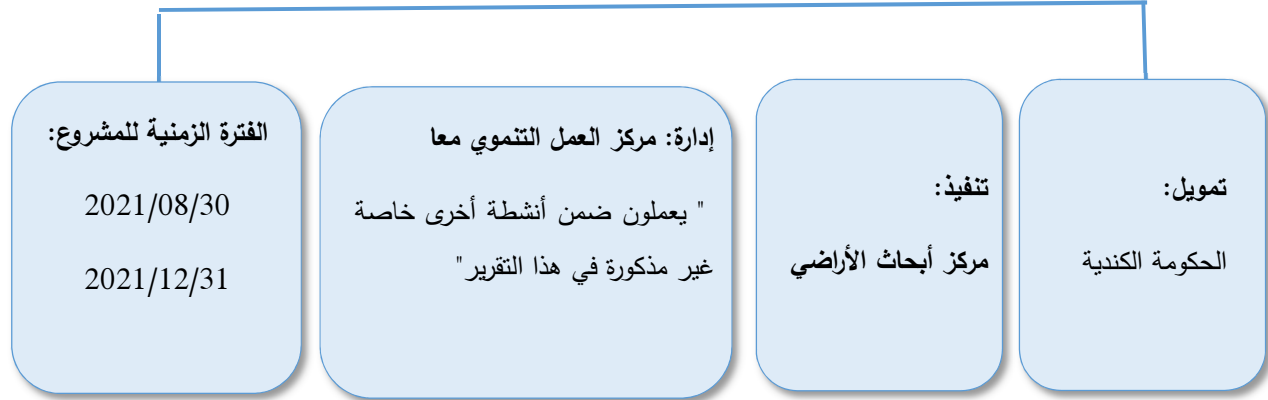 تمويل:
الحكومة الكندية
تنفيذ:
مركز أبحاث الأراضي
إدارة: مركز العمل التنموي معا
" يعملون ضمن أنشطة أخرى خاصة
غير مذكورة في هذا التقرير"
الفترة الزمنية للمشروع:
2021/08/30
2021/12/31